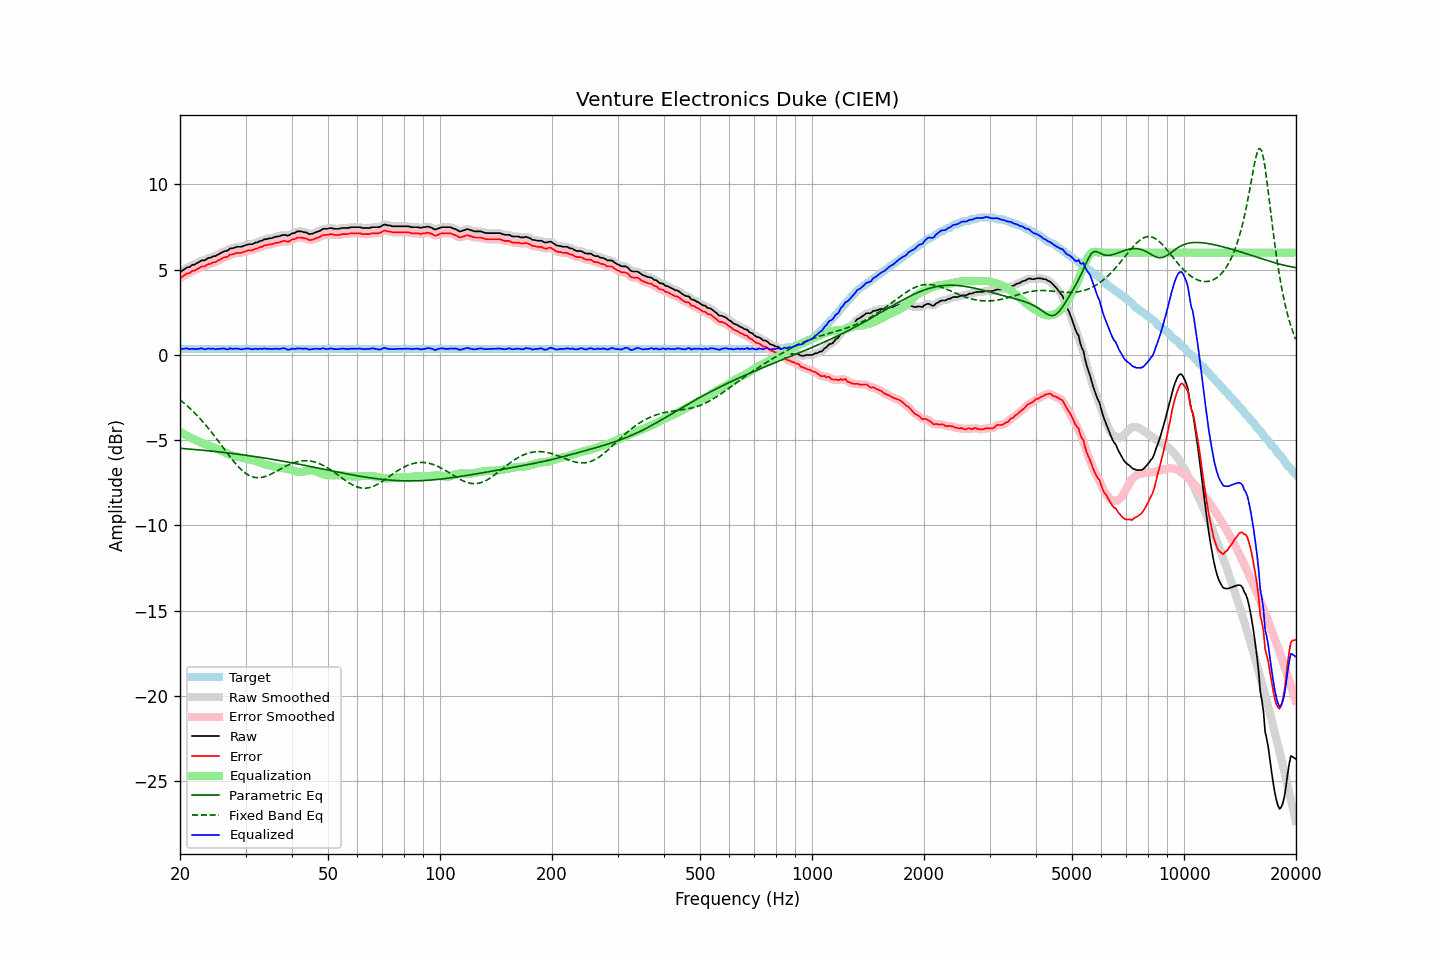 Venture Electronics Duke (CIEM)
Amplitude (dBr)
10
5
0
−5
−10
−15
−20
−25
Target
Raw Smoothed
Error Smoothed
Raw
Error
Equalization
Parametric Eq
Fixed Band Eq
Equalized
20 50 100 200 500 1000 2000 5000 10000 20000
Frequency (Hz)